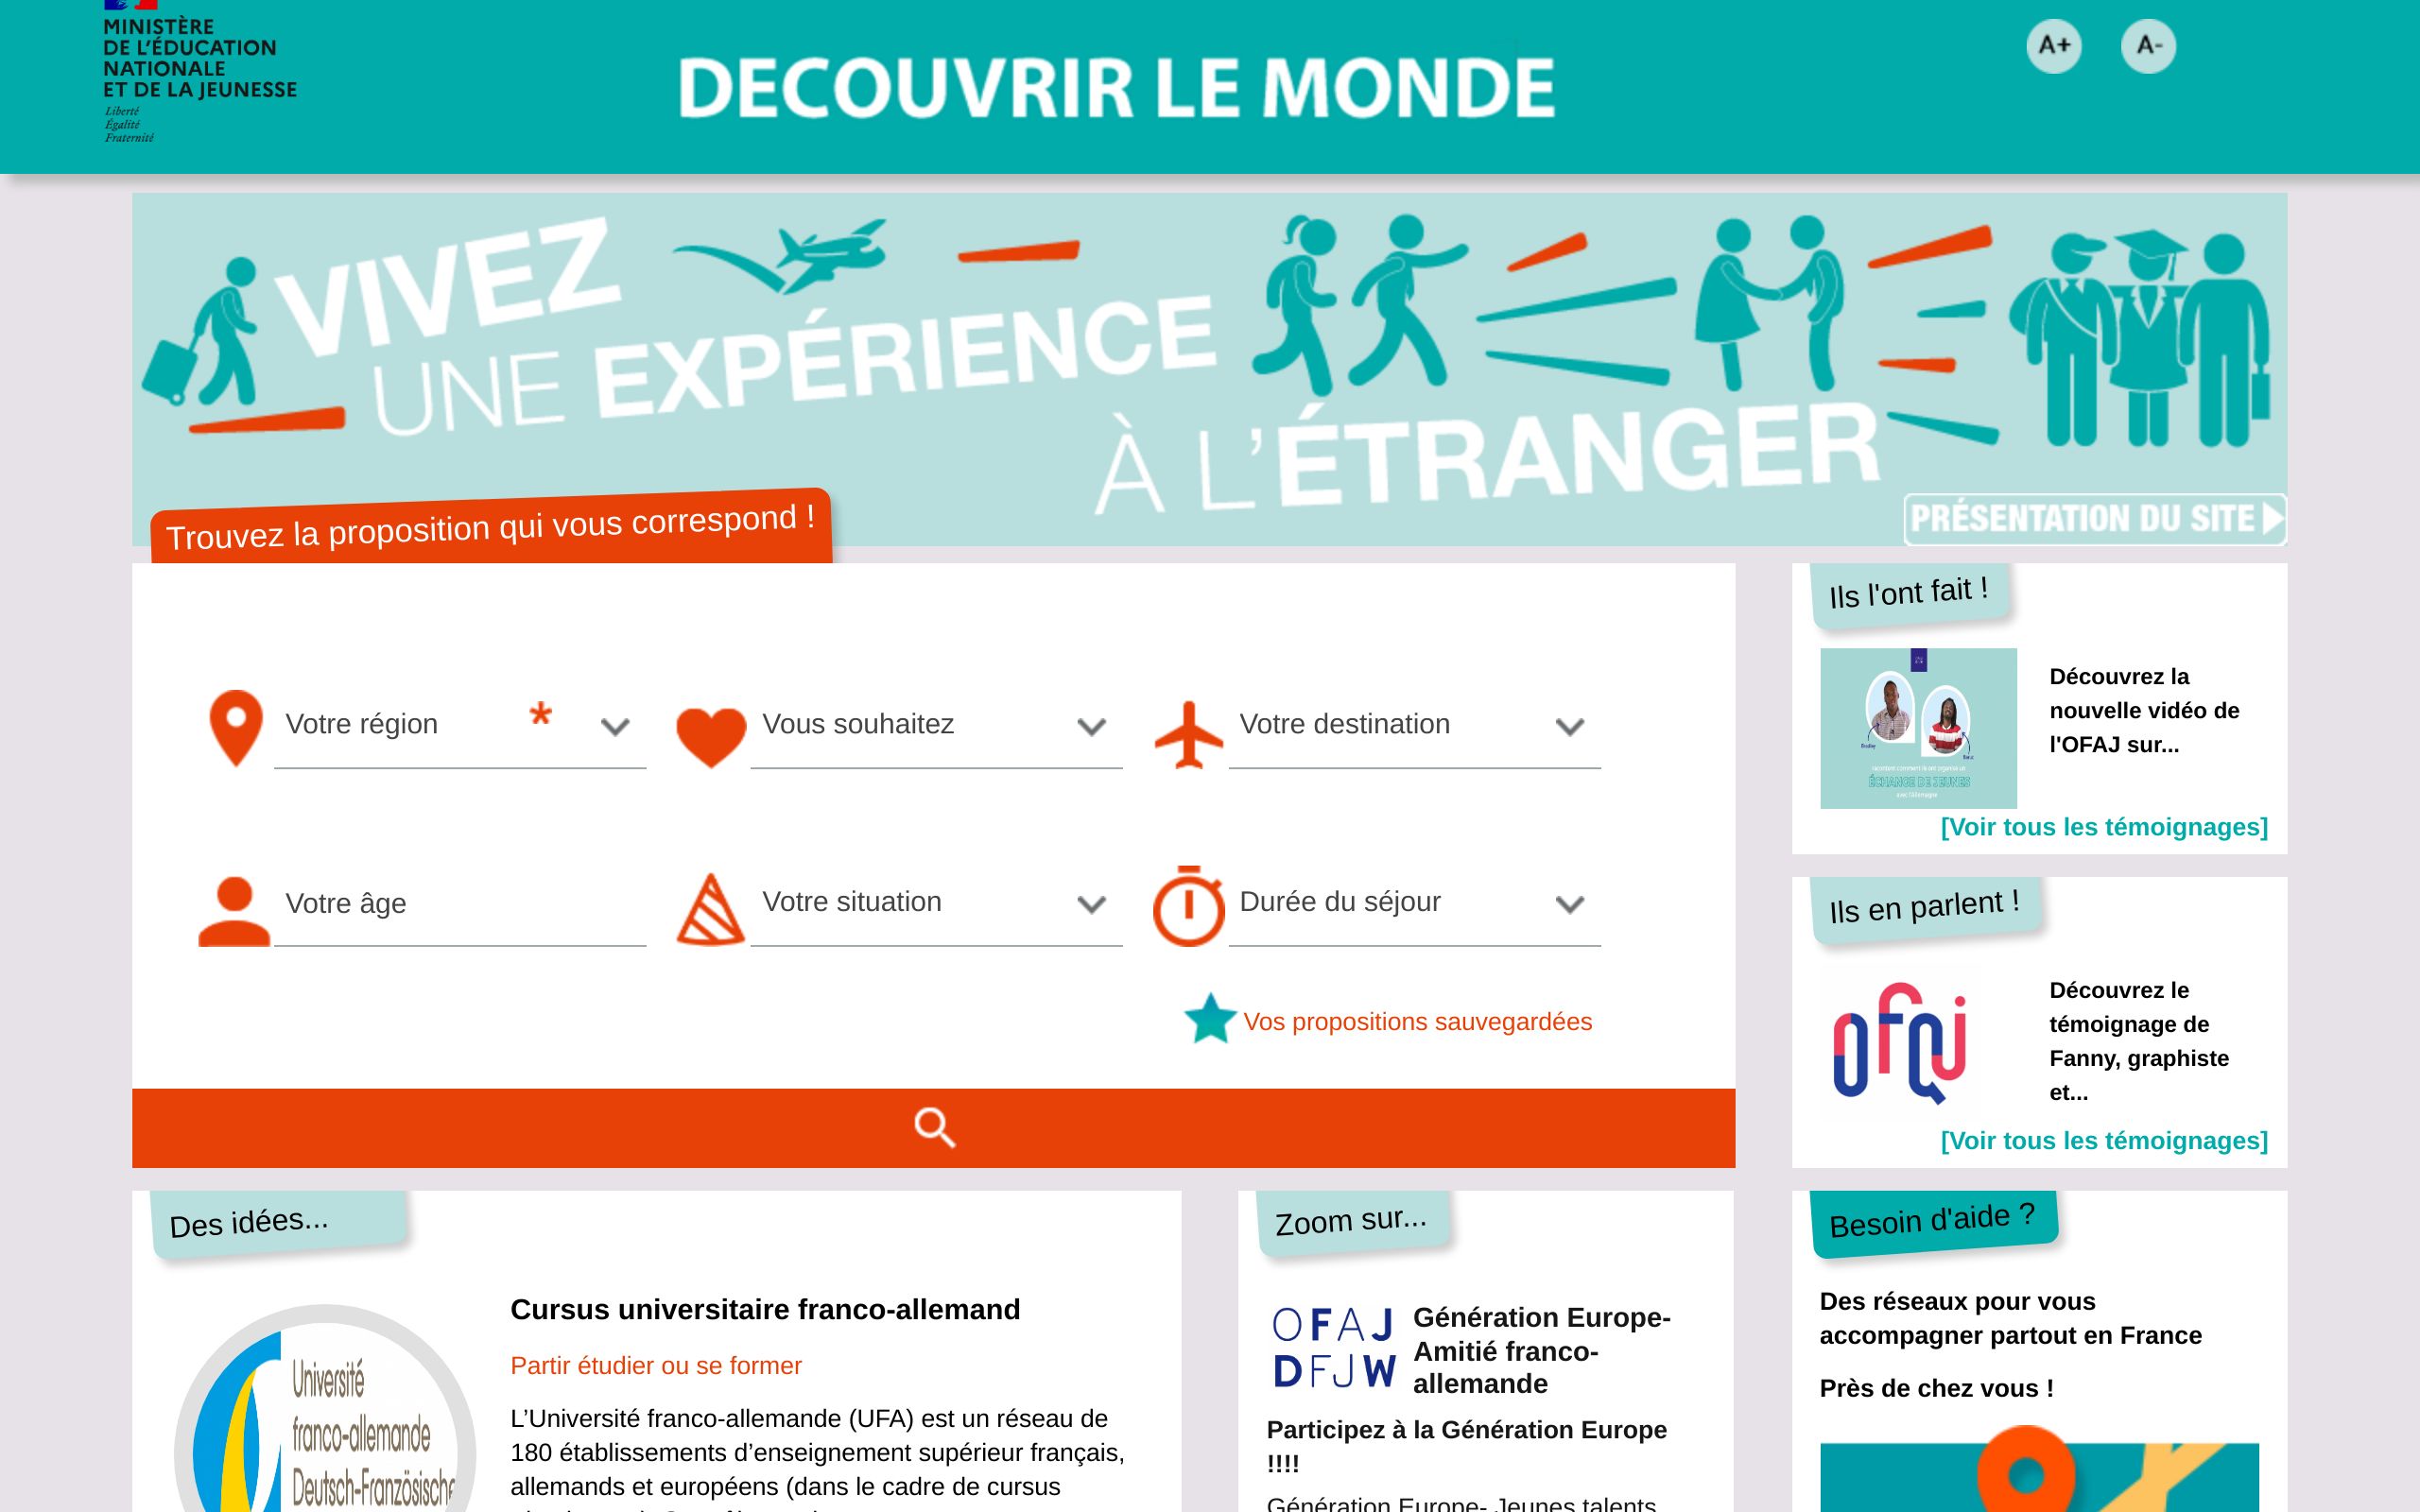 MINISTÈRE
DE L'ÉDUCATION
NATIONALE
ET DE LA JEUNESSE
Liberté
Égalité
Fraternité
DECOUVRIR LE MONDE
A+
A-
VIVEZ
UNE EXPÉRIENCE
À L'ÉTRANGER
PRÉSENTATION DU SITE
Trouvez la proposition qui vous correspond !
Votre région *
Vous souhaitez
Votre destination
Votre âge
Votre situation
Durée du séjour
Vos propositions sauvegardées
Ils l'ont fait !
ÉCHANGE DE JEUNES
avec l'Allemagne
Découvrez la
nouvelle vidéo de
l'OFAJ sur...
[Voir tous les témoignages]
Ils en parlent !
ofaj
Découvrez le
témoignage de
Fanny, graphiste
et...
[Voir tous les témoignages]
Des idées...
Université
franco-allemande
Deutsch-Französische
Cursus universitaire franco-allemand
Partir étudier ou se former
L’Université franco-allemande (UFA) est un réseau de
180 établissements d’enseignement supérieur français,
allemands et européens (dans le cadre de cursus
Zoom sur...
OFAJ
DFJW
Génération Europe-
Amitié franco-
allemande
Participez à la Génération Europe
!!!!
Génération Europe- Jeunes talents
Besoin d'aide ?
Des réseaux pour vous
accompagner partout en France
Près de chez vous !